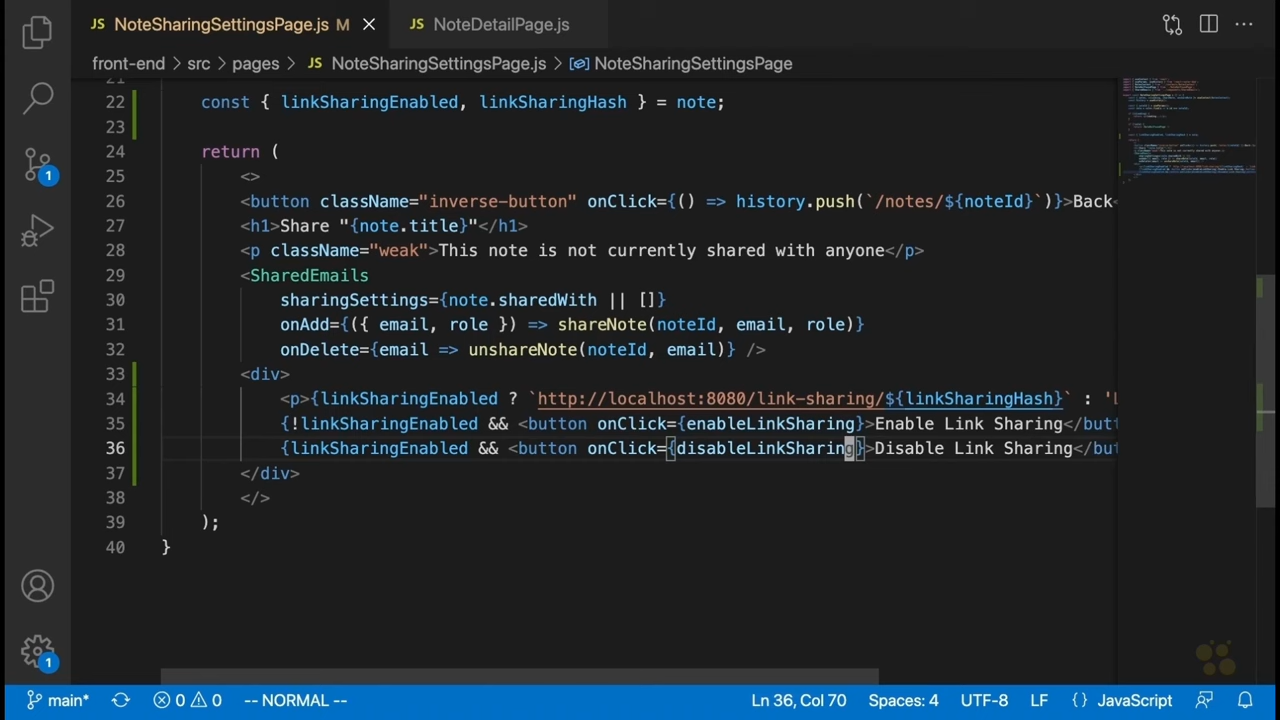 JS NoteSharingSettingsPage.js M
JS NoteDetailPage.js
front-end > src > pages > JS NoteSharingSettingsPage.js > NoteSharingSettingsPage
21
22 const { linkSharingEnabled, linkSharingHash } = note;
23
24 return (
25 <>
26 <button className="inverse-button" onClick={() => history.push(`/notes/${noteId}`)}>Back<
27 <h1>Share "{note.title}"</h1>
28 <p className="weak">This note is not currently shared with anyone</p>
29 <SharedEmails
30 sharingSettings={note.sharedWith || []}
31 onAdd={({ email, role }) => shareNote(noteId, email, role)}
32 onDelete={email => unshareNote(noteId, email)} />
33 <div>
34 <p>{linkSharingEnabled ? `http://localhost:8080/link-sharing/${linkSharingHash}` : 'L
35 {!linkSharingEnabled && <button onClick={enableLinkSharing}>Enable Link Sharing</butt
36 {linkSharingEnabled && <button onClick={disableLinkSharing}>Disable Link Sharing</but
37 </div>
38 </>
39 );
40 }
1
1
main* 0 0 -- NORMAL -- Ln 36, Col 70 Spaces: 4 UTF-8 LF {} JavaScript